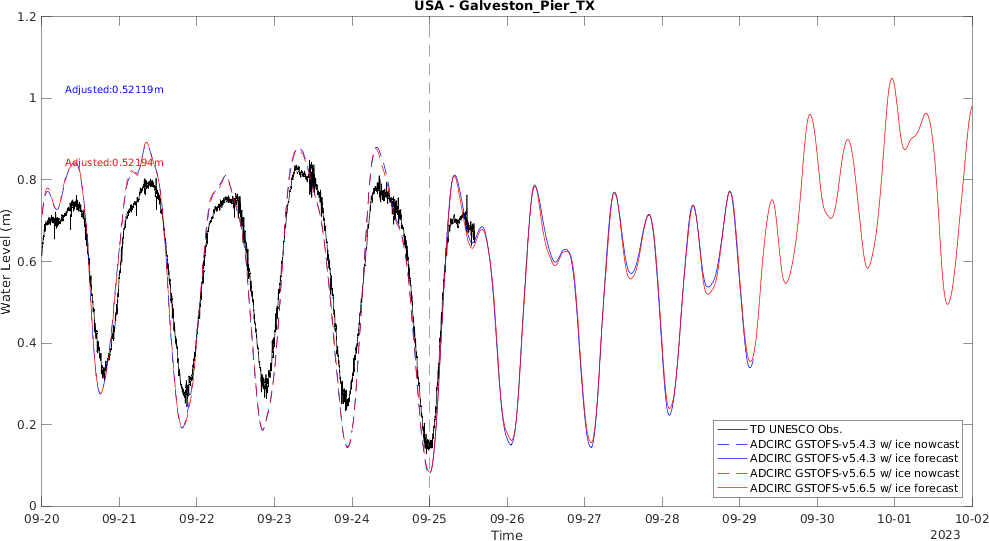 USA - Galveston_Pier_TX
1.2
1
0.8
0.6
0.4
0.2
0
Water Level (m)
Adjusted:0.52119m
Adjusted:0.52194m
TD UNESCO Obs.
ADCIRC GSTOFS-v5.4.3 w/ ice nowcast
ADCIRC GSTOFS-v5.4.3 w/ ice forecast
ADCIRC GSTOFS-v5.6.5 w/ ice nowcast
ADCIRC GSTOFS-v5.6.5 w/ ice forecast
09-20 09-21 09-22 09-23 09-24 09-25 09-26 09-27 09-28 09-29 09-30 10-01 10-02
Time
2023